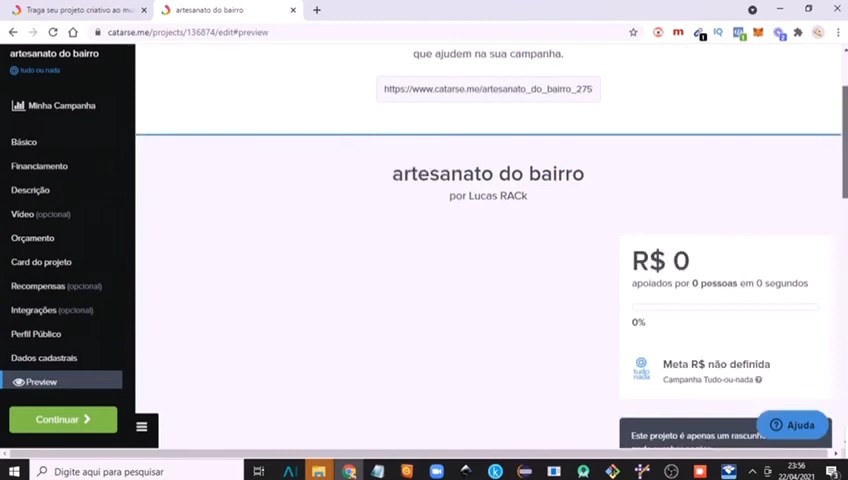 Traga seu projeto criativo ao mu
artesanato do bairro
catarse.me/projects/136874/edit#preview
artesanato do bairro
tudo ou nada
Minha Campanha
Básico
Financiamento
Descrição
Vídeo (opcional)
Orçamento
Card do projeto
Recompensas (opcional)
Integrações (opcional)
Perfil Público
Dados cadastrais
Preview
Continuar
que ajudem na sua campanha.
https://www.catarse.me/artesanato_do_bairro_275
artesanato do bairro
por Lucas RACk
R$ 0
apoiados por 0 pessoas em 0 segundos
0%
tudo
nada
Meta R$ não definida
Campanha Tudo-ou-nada
Este projeto é apenas um rascunho
Ajuda
Digite aqui para pesquisar
23:56
22/04/2021